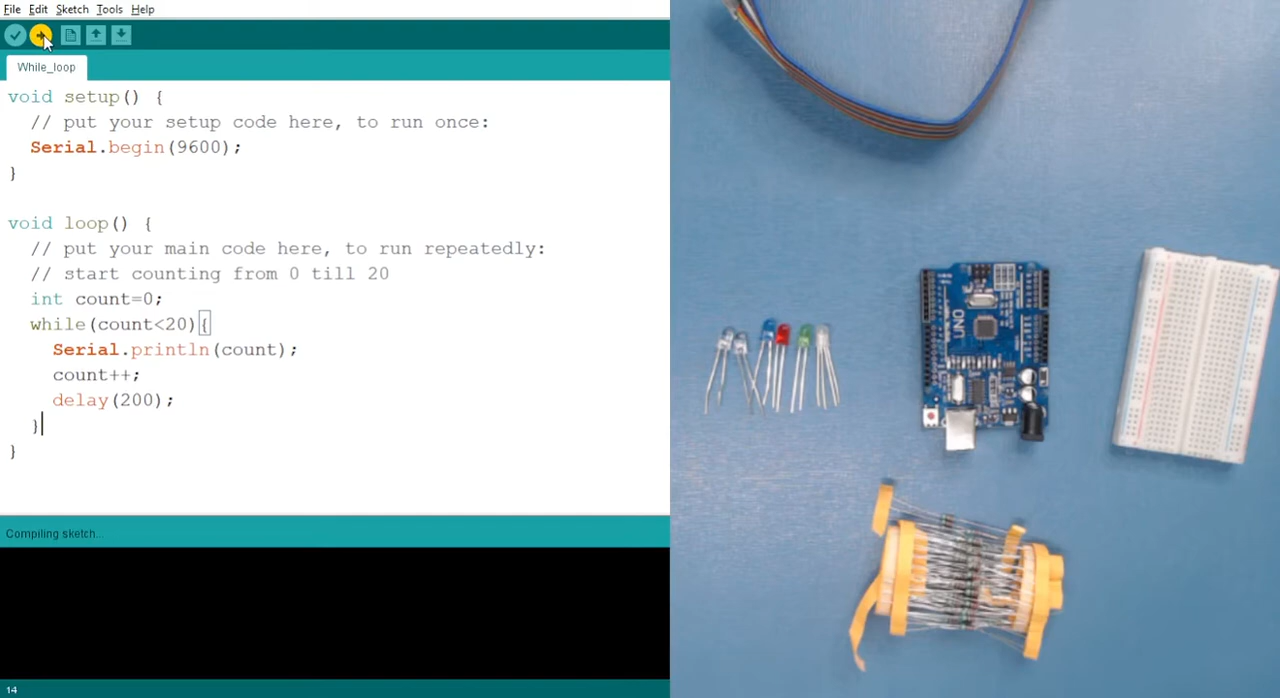 File Edit Sketch Tools Help
While_loop
void setup() {
// put your setup code here, to run once:
Serial.begin(9600);
}
void loop() {
// put your main code here, to run repeatedly:
// start counting from 0 till 20
int count=0;
while(count<20){
Serial.println(count);
count++;
delay(200);
}
}
Compiling sketch...
14
UNO